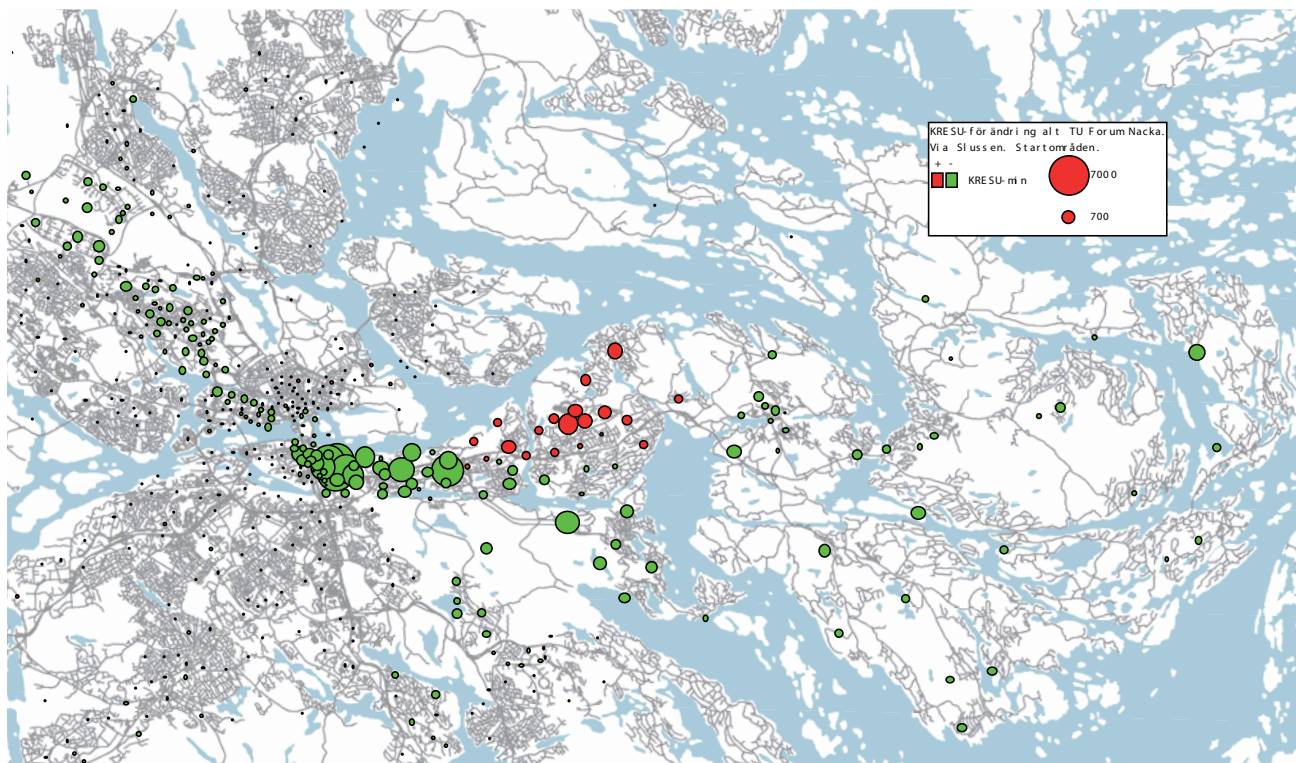 KRESU-förändring alt TU Forum Nacka.
Via Slussen. Startområden.
+ -
KRESU-min
7000
700